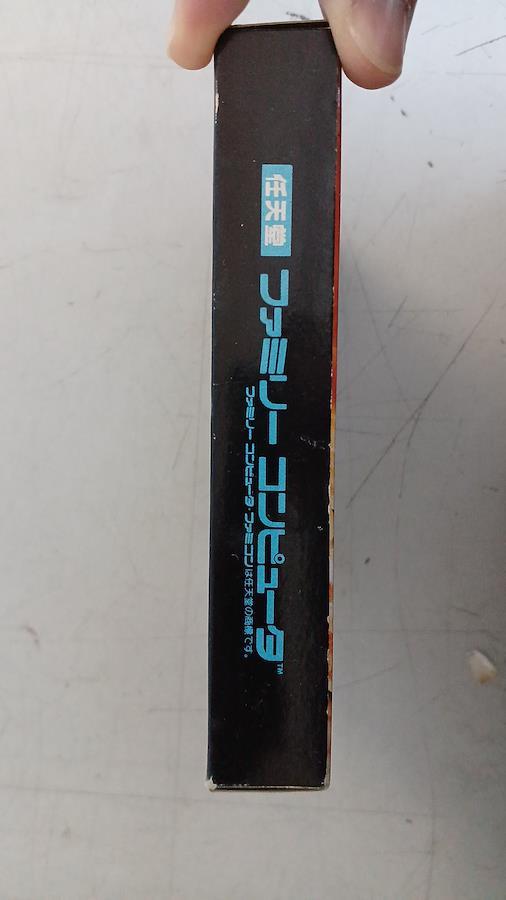 任天堂 ファミリー コンピュータ™
ファミリー コンピュータ・ファミコンは任天堂の商標です。